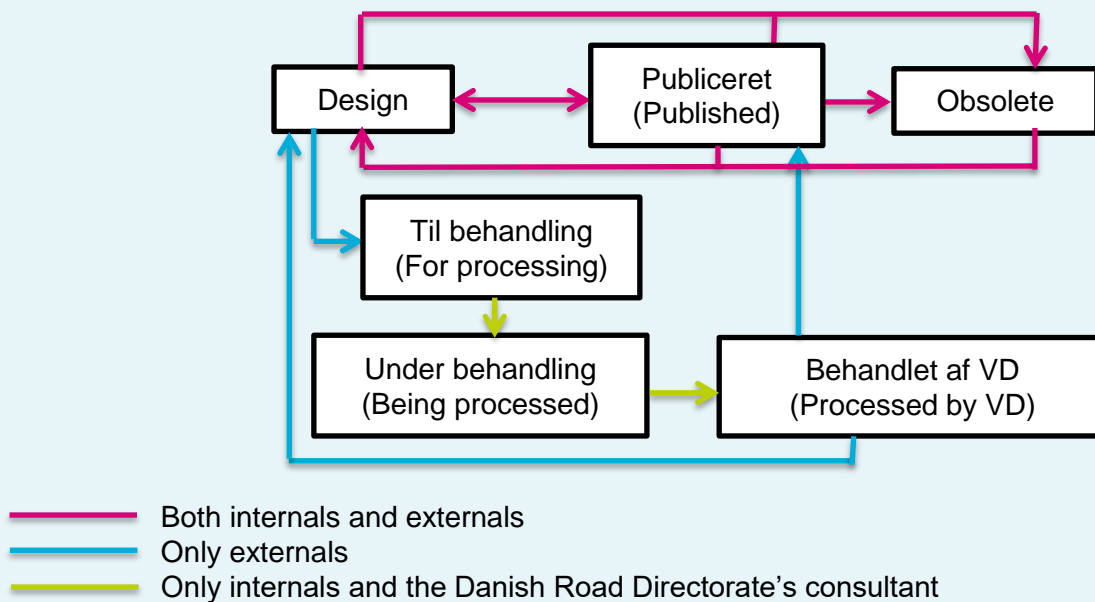 Design
Publiceret
(Published)
Obsolete
Til behandling
(For processing)
Under behandling
(Being processed)
Behandlet af VD
(Processed by VD)
Both internals and externals
Only externals
Only internals and the Danish Road Directorate's consultant